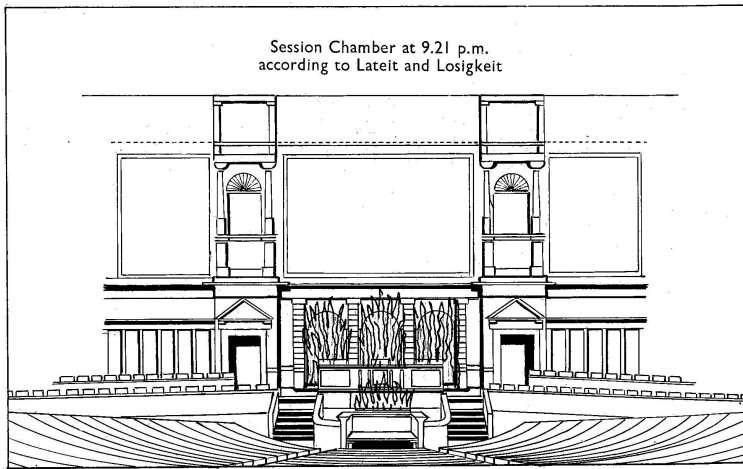 Session Chamber at 9.21 p.m.
according to Lateit and Losigkeit